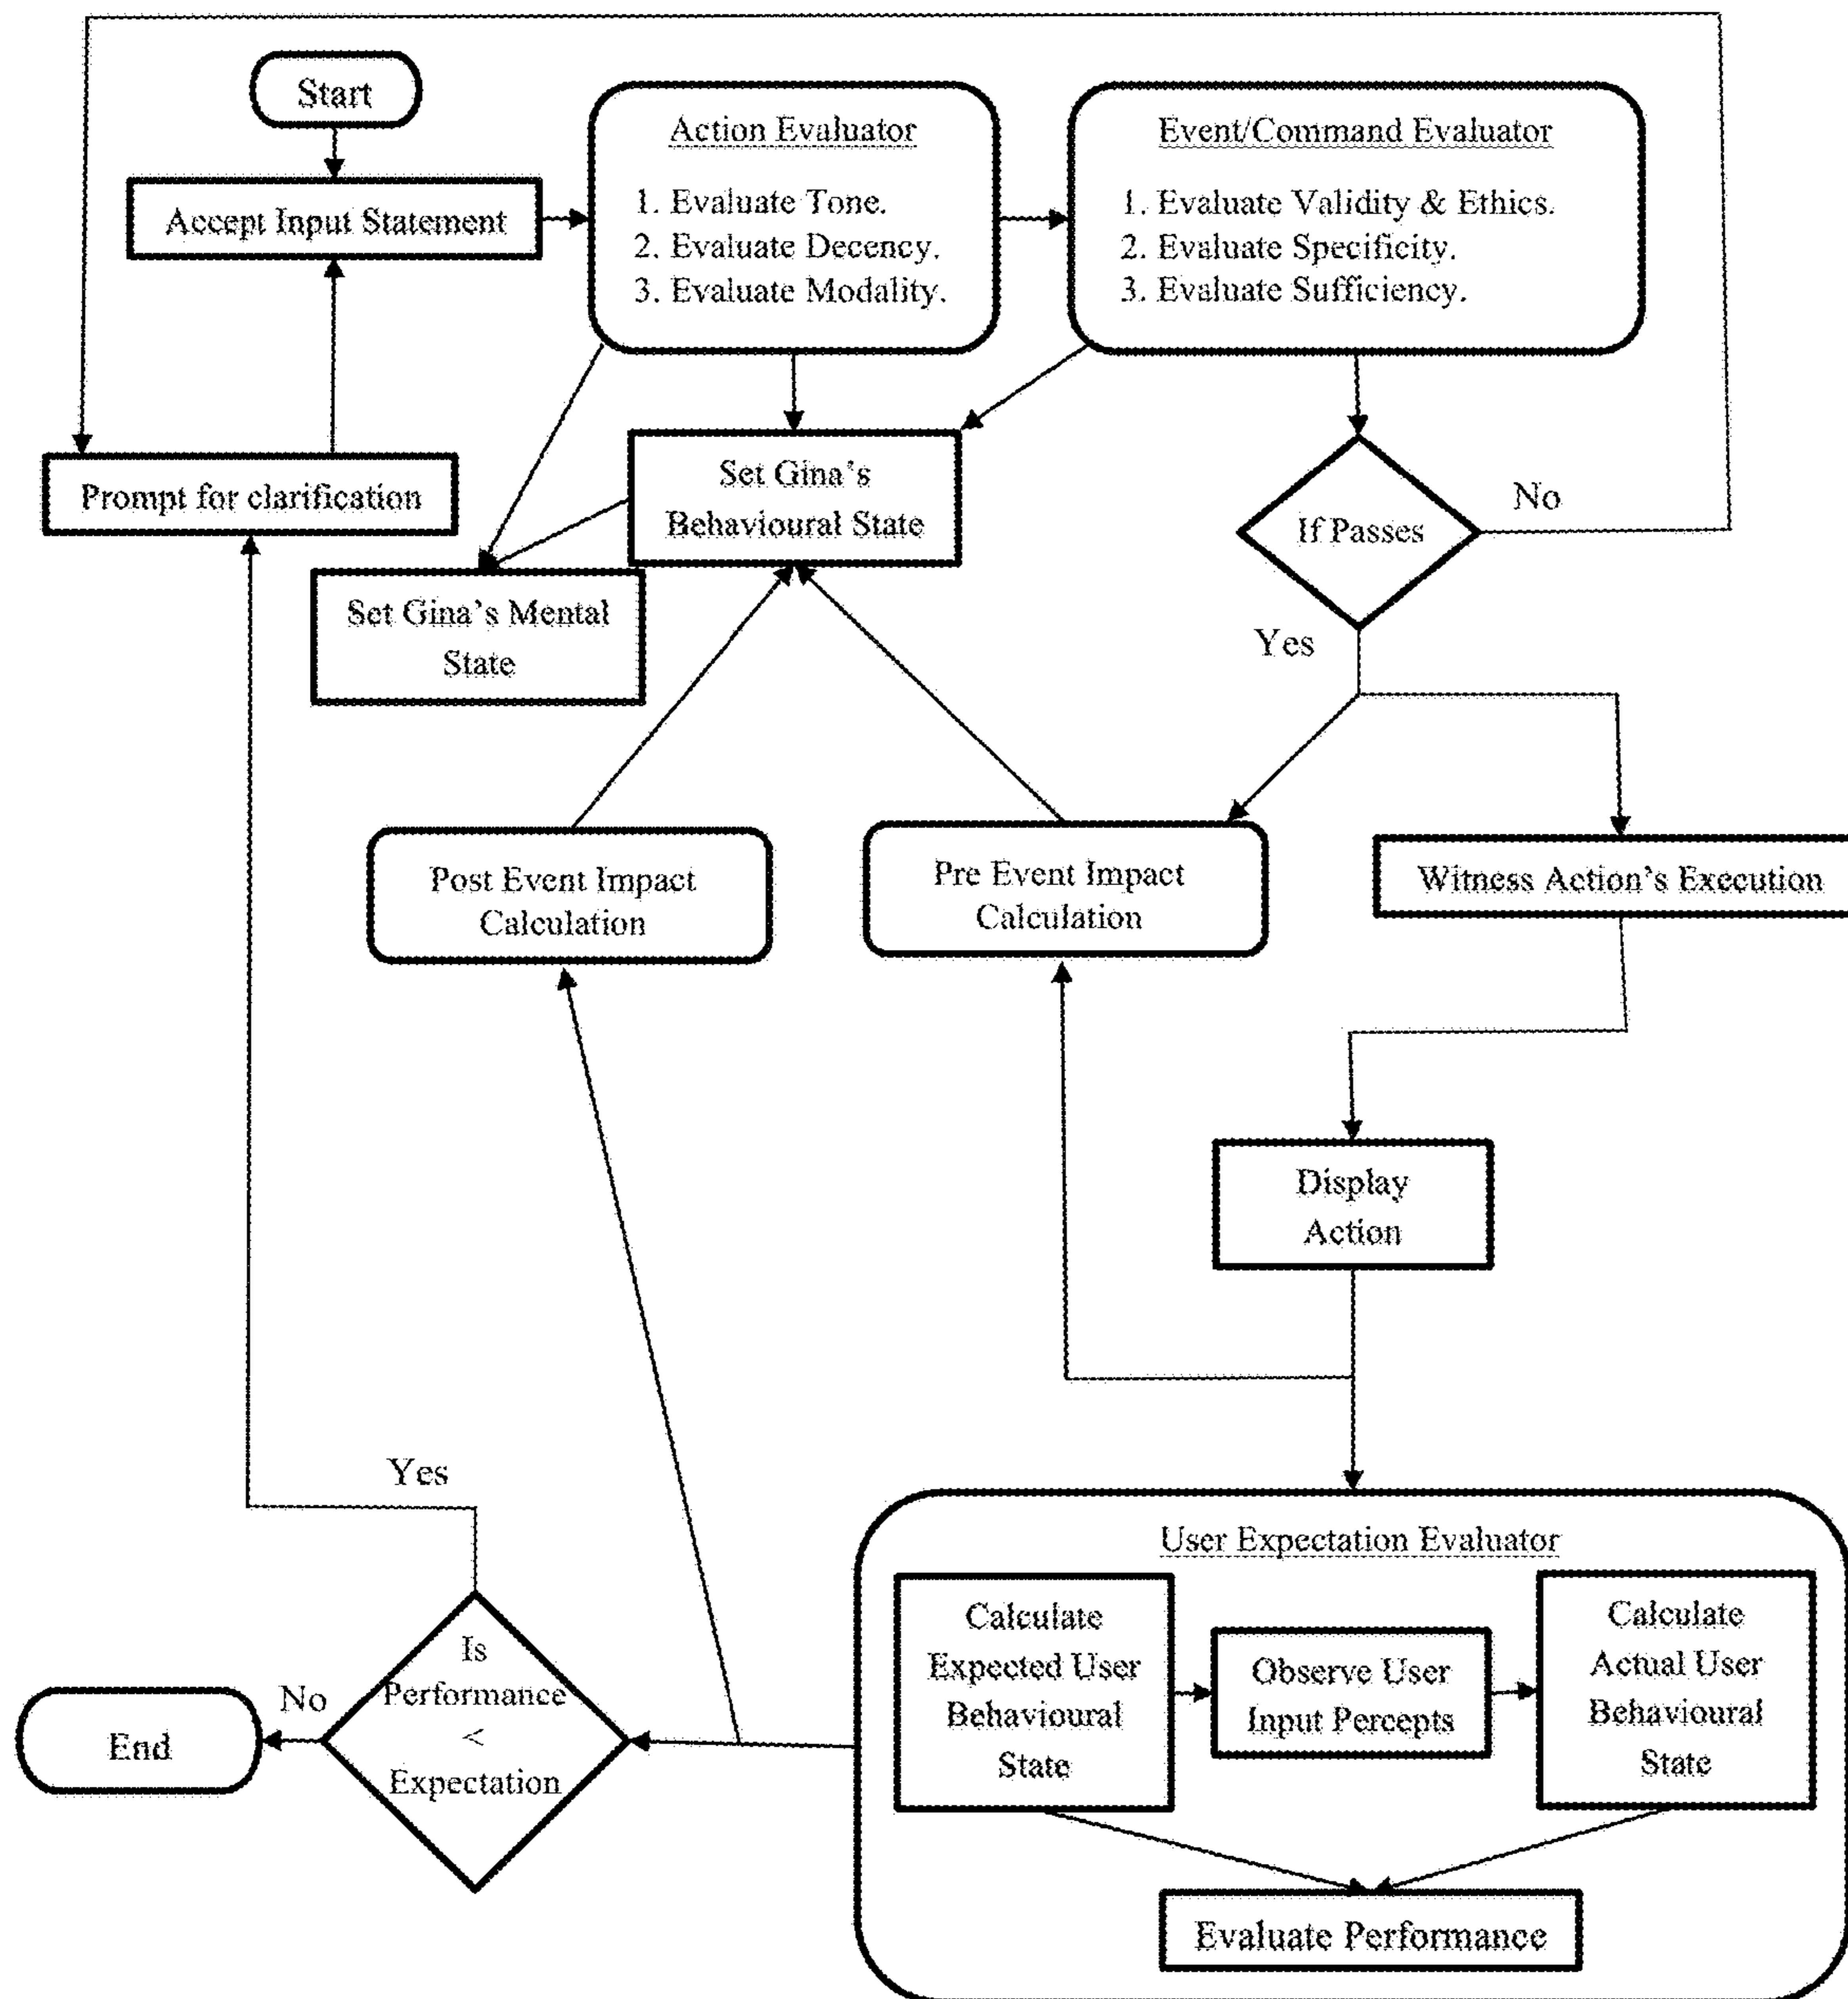 Start
Accept Input Statement
Action Evaluator
1. Evaluate Tone.
2. Evaluate Decency.
3. Evaluate Modality.
Event/Command Evaluator
1. Evaluate Validity & Ethics.
2. Evaluate Specificity.
3. Evaluate Sufficiency.
Prompt for clarification
Set Gina's
Behavioural State
If Passes
No
Yes
Set Gina's Mental
State
Post Event Impact
Calculation
Pre Event Impact
Calculation
Witness Action's Execution
Display
Action
Yes
User Expectation Evaluator
Calculate
Expected User
Behavioural
State
Observe User
Input Percepts
Calculate
Actual User
Behavioural
State
Evaluate Performance
Is
Performance
<
Expectation
No
End